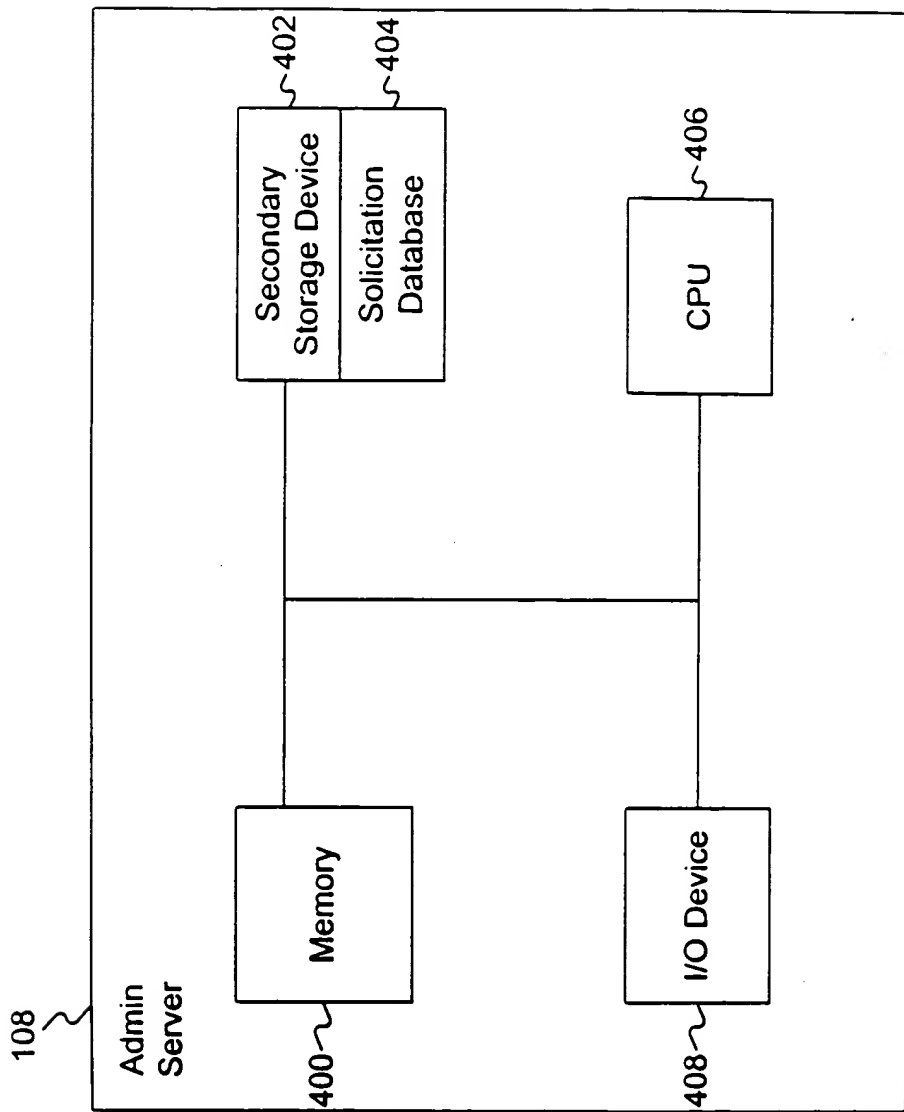 108
Admin
Server
400
Memory
Secondary
Storage Device
402
Solicitation
Database
404
408
I/O Device
CPU
406